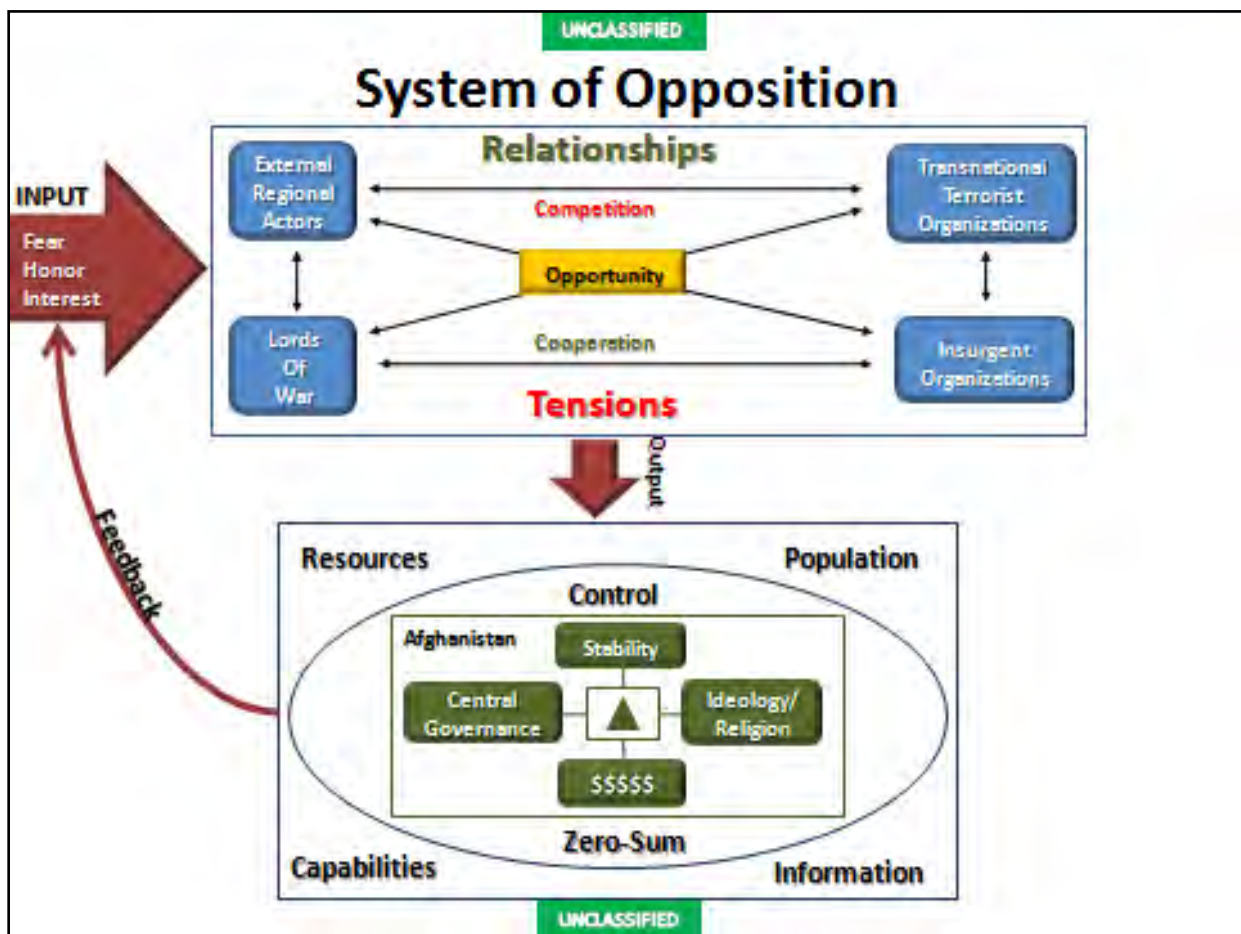 UNCLASSIFIED
System of Opposition
Relationships
External
Regional
Actors
Transnational
Terrorist
Organizations
INPUT
Fear
Honor
Interest
Competition
Opportunity
Lords
Of
War
Cooperation
Insurgent
Organizations
Tensions
Output
Feedback
Resources
Population
Control
Afghanistan
Stability
Central
Governance
Ideology/
Religion
$$$$$
Zero-Sum
Capabilities
Information
UNCLASSIFIED